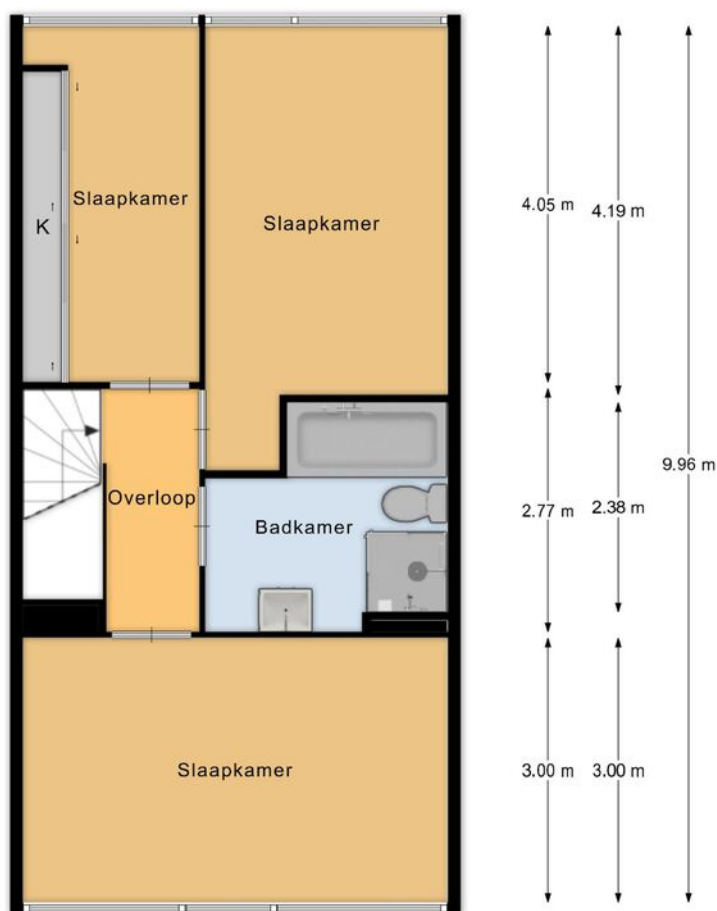 Slaapkamer
Slaapkamer
K
4.05 m
4.19 m
9.96 m
Overloop
Badkamer
2.77 m
2.38 m
Slaapkamer
3.00 m
3.00 m